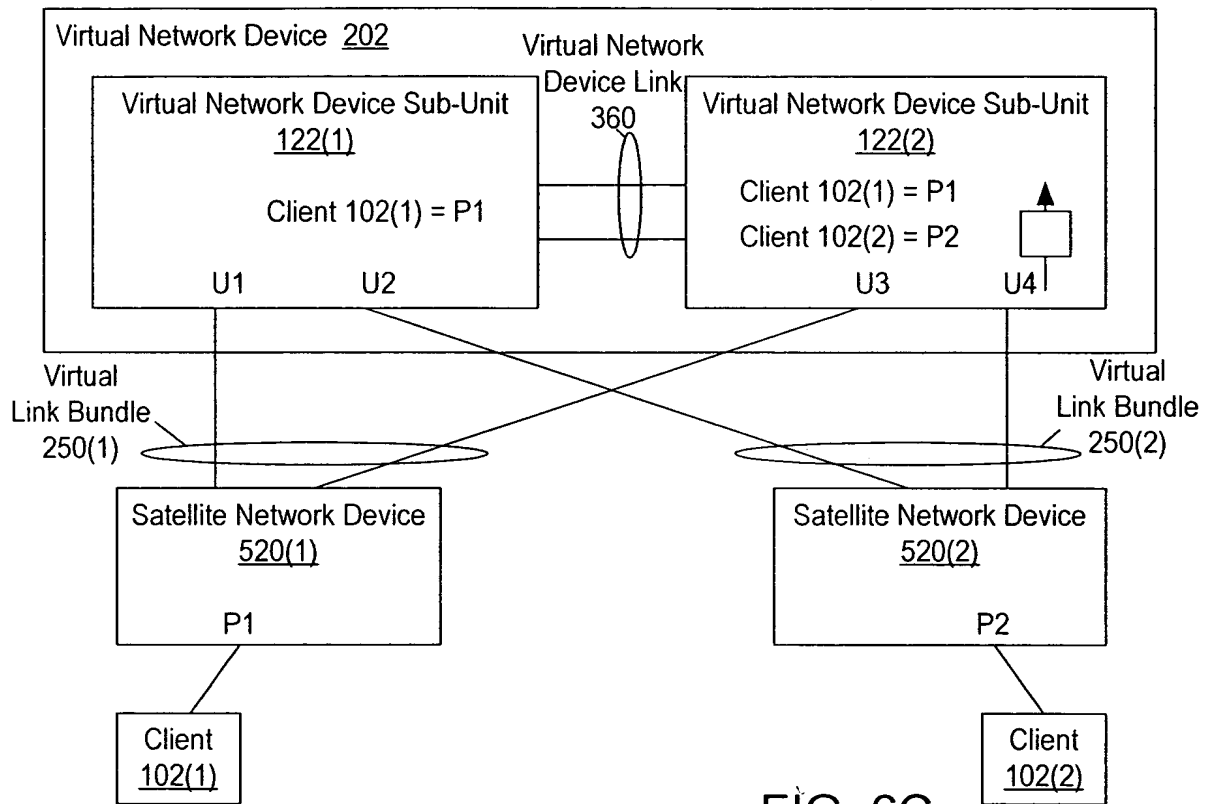 Virtual Network Device 202
Virtual Network
Device Link
360
Virtual Network Device Sub-Unit
122(1)
Client 102(1) = P1
U1 U2
Virtual Network Device Sub-Unit
122(2)
Client 102(1) = P1
Client 102(2) = P2
U3 U4
Virtual
Link Bundle
250(1)
Virtual
Link Bundle
250(2)
Satellite Network Device
520(1)
P1
Satellite Network Device
520(2)
P2
Client
102(1)
Client
102(2)